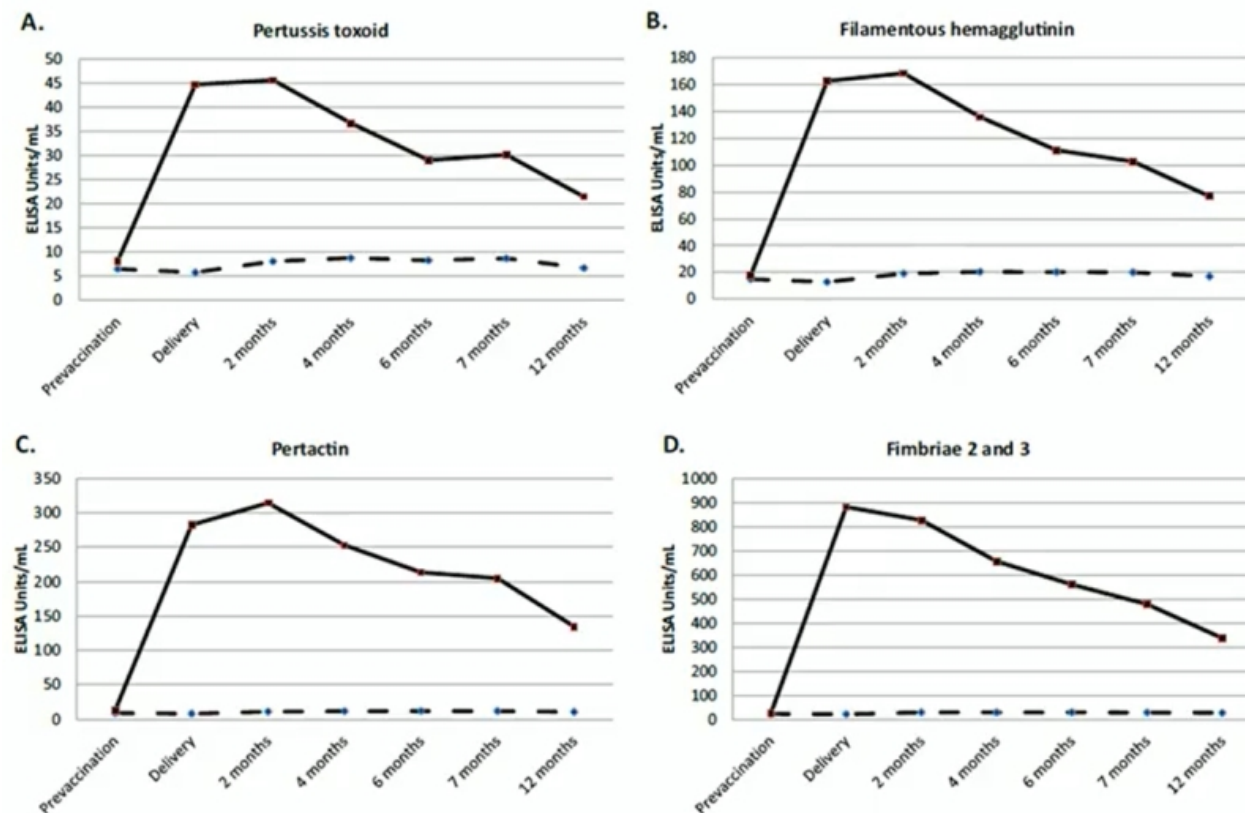 A.
Pertussis toxoid
ELISA Units/mL
50
45
40
35
30
25
20
15
10
5
0
Prevaccination
Delivery
2 months
4 months
6 months
7 months
12 months
B.
Filamentous hemagglutinin
ELISA Units/mL
180
160
140
120
100
80
60
40
20
0
Prevaccination
Delivery
2 months
4 months
6 months
7 months
12 months
C.
Pertactin
ELISA Units/mL
350
300
250
200
150
100
50
0
Prevaccination
Delivery
2 months
4 months
6 months
7 months
12 months
D.
Fimbriae 2 and 3
ELISA Units/mL
1000
900
800
700
600
500
400
300
200
100
0
Prevaccination
Delivery
2 months
4 months
6 months
7 months
12 months